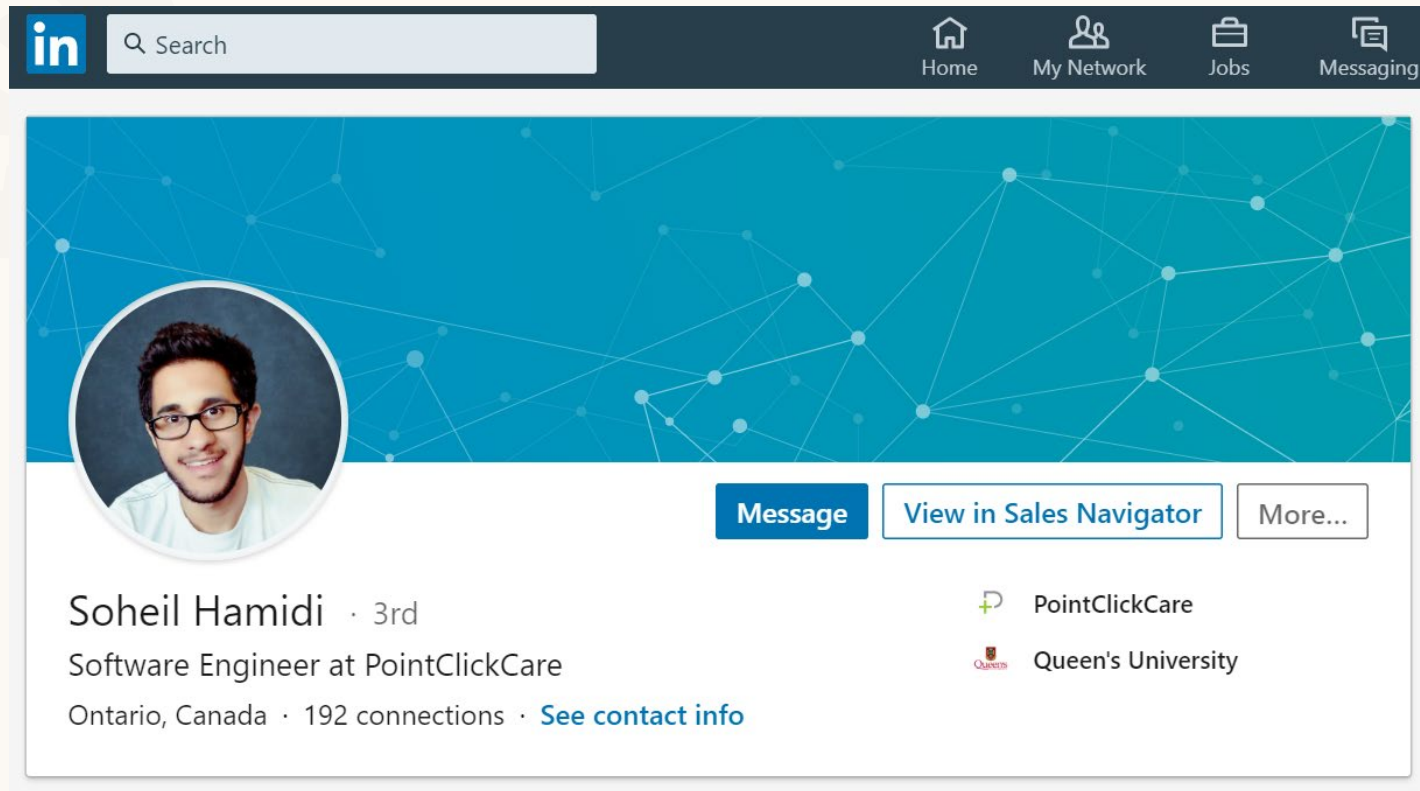 in
Search
Home
My Network
Jobs
Messaging
Message
View in Sales Navigator
More...
Soheil Hamidi · 3rd
Software Engineer at PointClickCare
Ontario, Canada · 192 connections · See contact info
PointClickCare
Queens
Queen's University